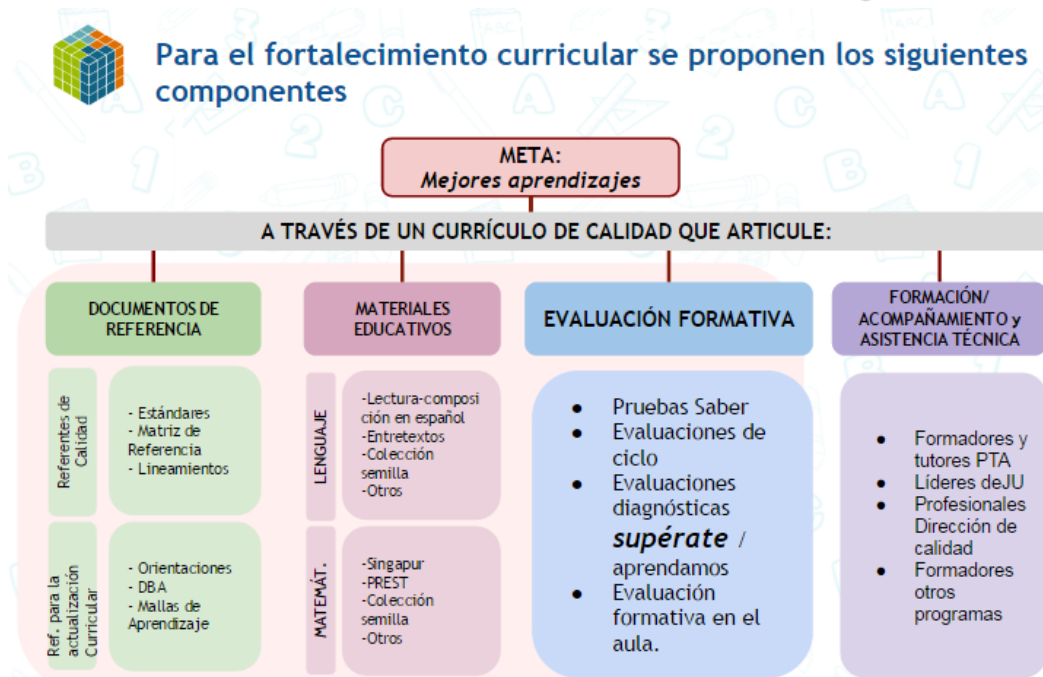 Para el fortalecimiento curricular se proponen los siguientes
componentes
META:
Mejores aprendizajes
A TRAVÉS DE UN CURRÍCULO DE CALIDAD QUE ARTICULE:
DOCUMENTOS DE
REFERENCIA
Referentes de
Calidad
- Estándares
- Matriz de
Referencia
- Lineamientos
Ref. para la
actualización
Curricular
- Orientaciones
- DBA
- Mallas de
Aprendizaje
MATERIALES
EDUCATIVOS
LENGUAJE
-Lectura-composi
ción en español
-Entretextos
-Colección
semilla
-Otros
MATEMÁT.
-Singapur
-PREST
-Colección
semilla
-Otros
EVALUACIÓN FORMATIVA
● Pruebas Saber
● Evaluaciones de
ciclo
● Evaluaciones
diagnósticas
supérate /
aprendamos
● Evaluación
formativa en el
aula.
FORMACIÓN/
ACOMPAÑAMIENTO y
ASISTENCIA TÉCNICA
● Formadores y
tutores PTA
● Líderes deJU
● Profesionales
Dirección de
calidad
● Formadores
otros
programas